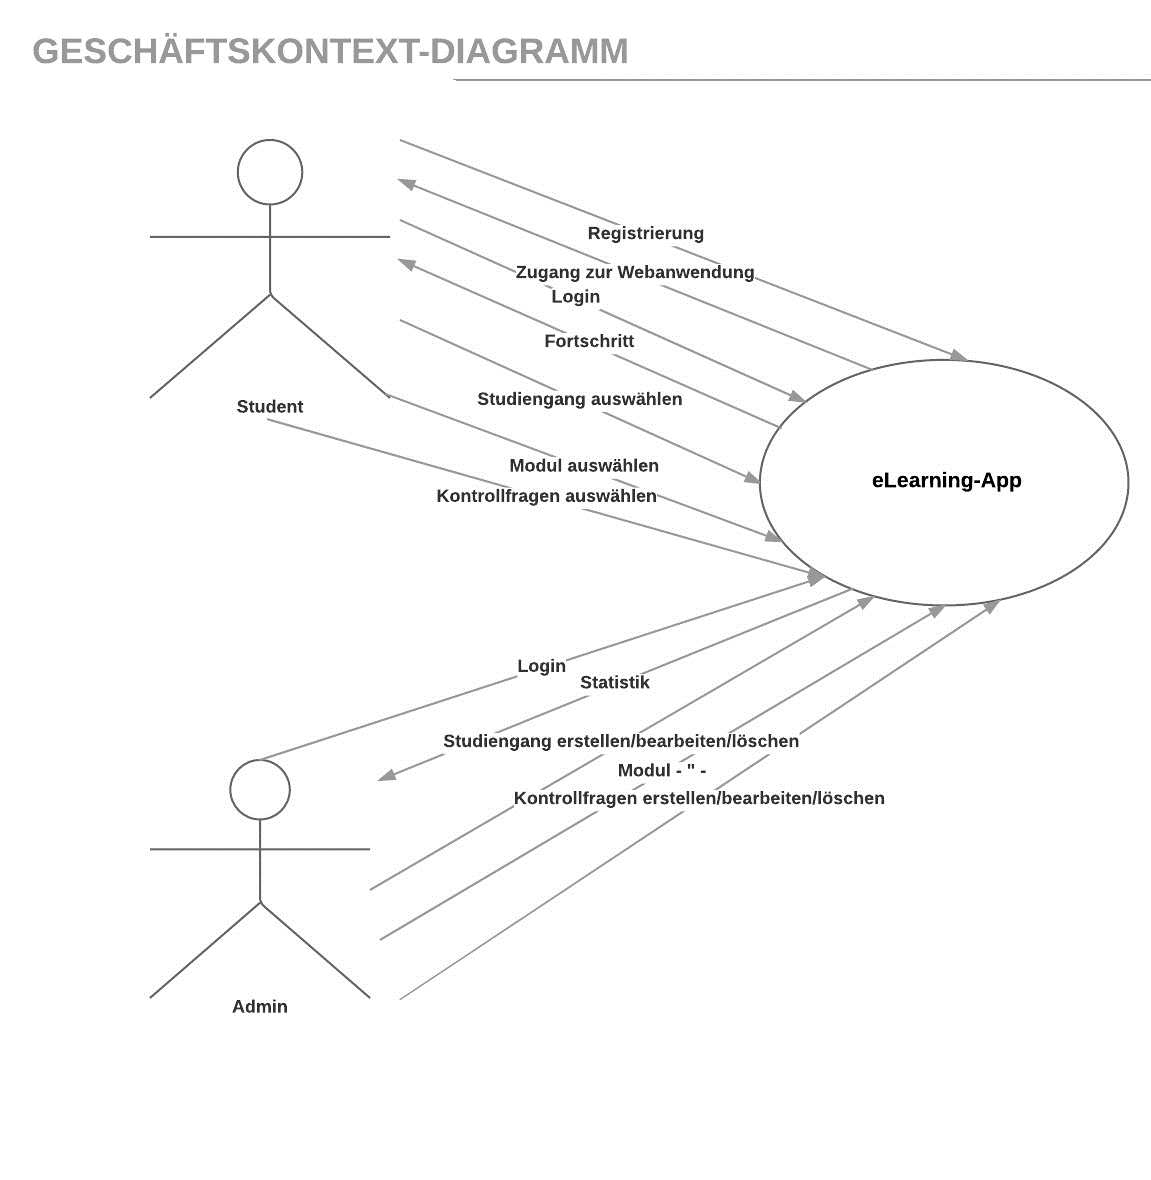 GESCHÄFTSKONTEXT-DIAGRAMM
Registrierung
Zugang zur Webanwendung
Login
Fortschritt
Studiengang auswählen
Student
Modul auswählen
Kontrollfragen auswählen
eLearning-App
Login
Statistik
Studiengang erstellen/bearbeiten/löschen
Modul - " -
Kontrollfragen erstellen/bearbeiten/löschen
Admin